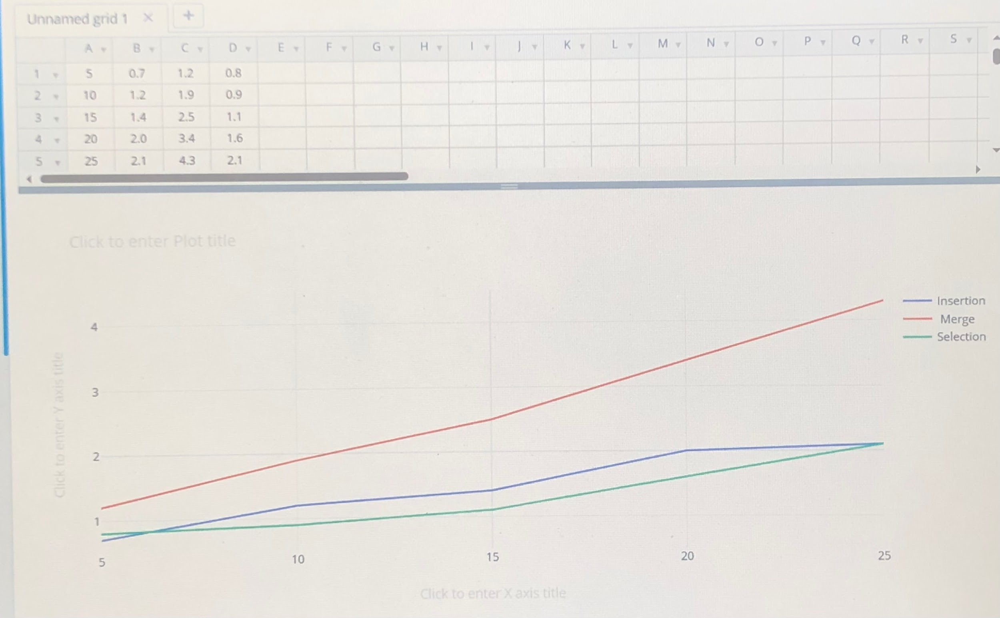 Unnamed grid 1 × +
A B C D E F G H I J K L M N O P Q R S
1 5 0.7 1.2 0.8
2 10 1.2 1.9 0.9
3 15 1.4 2.5 1.1
4 20 2.0 3.4 1.6
5 25 2.1 4.3 2.1
Click to enter Plot title
Insertion
Merge
Selection
4
3
2
1
Click to enter Y axis title
5 10 15 20 25
Click to enter X axis title